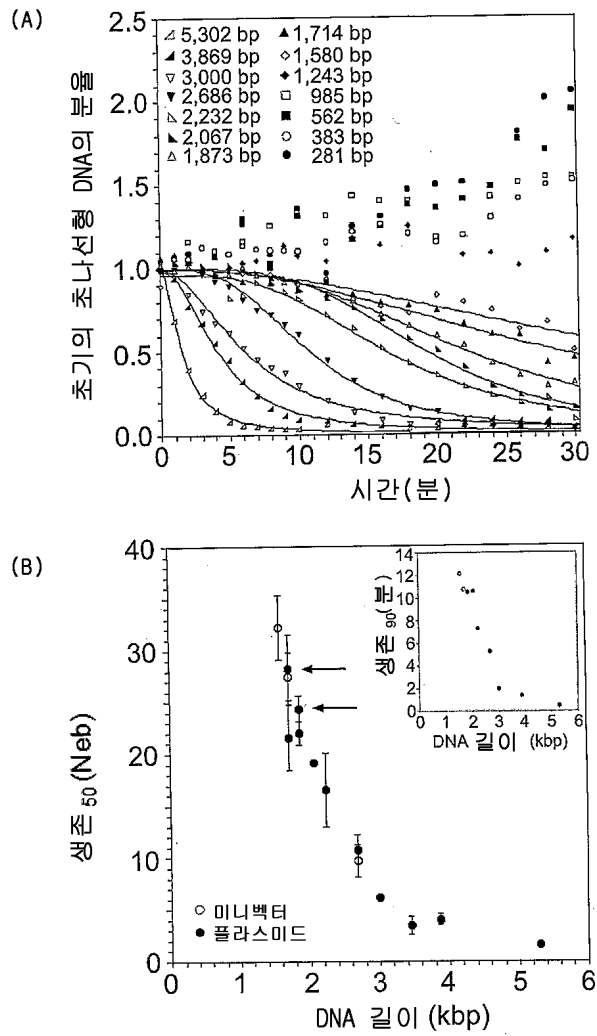 (A)
초기의 초나선형 DNA의 분율
2.5
2.0
1.5
1.0
0.5
0.0
5,302 bp
3,869 bp
3,000 bp
2,686 bp
2,232 bp
2,067 bp
1,873 bp
1,714 bp
1,580 bp
1,243 bp
985 bp
562 bp
383 bp
281 bp
0 5 10 15 20 25 30
시간(분)
(B)
생존 50 (Neb)
40
30
20
10
0
미니벡터
플라스미드
0 1 2 3 4 5 6
DNA 길이 (kbp)
생존 90 (분)
14
12
10
8
6
4
2
0
0 1 2 3 4 5 6
DNA 길이 (kbp)